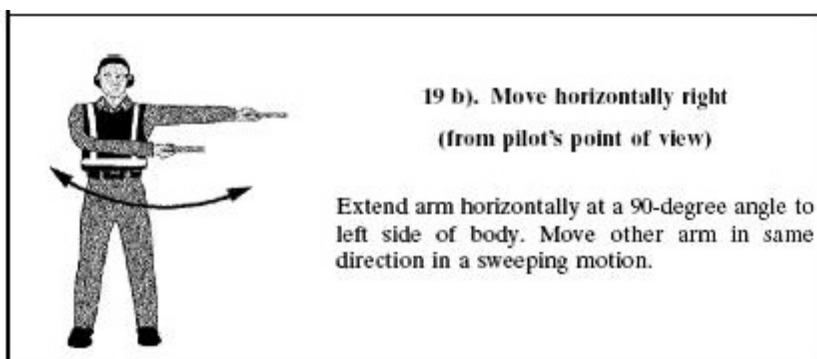 19 b). Move horizontally right
(from pilot's point of view)
Extend arm horizontally at a 90-degree angle to
left side of body. Move other arm in same
direction in a sweeping motion.